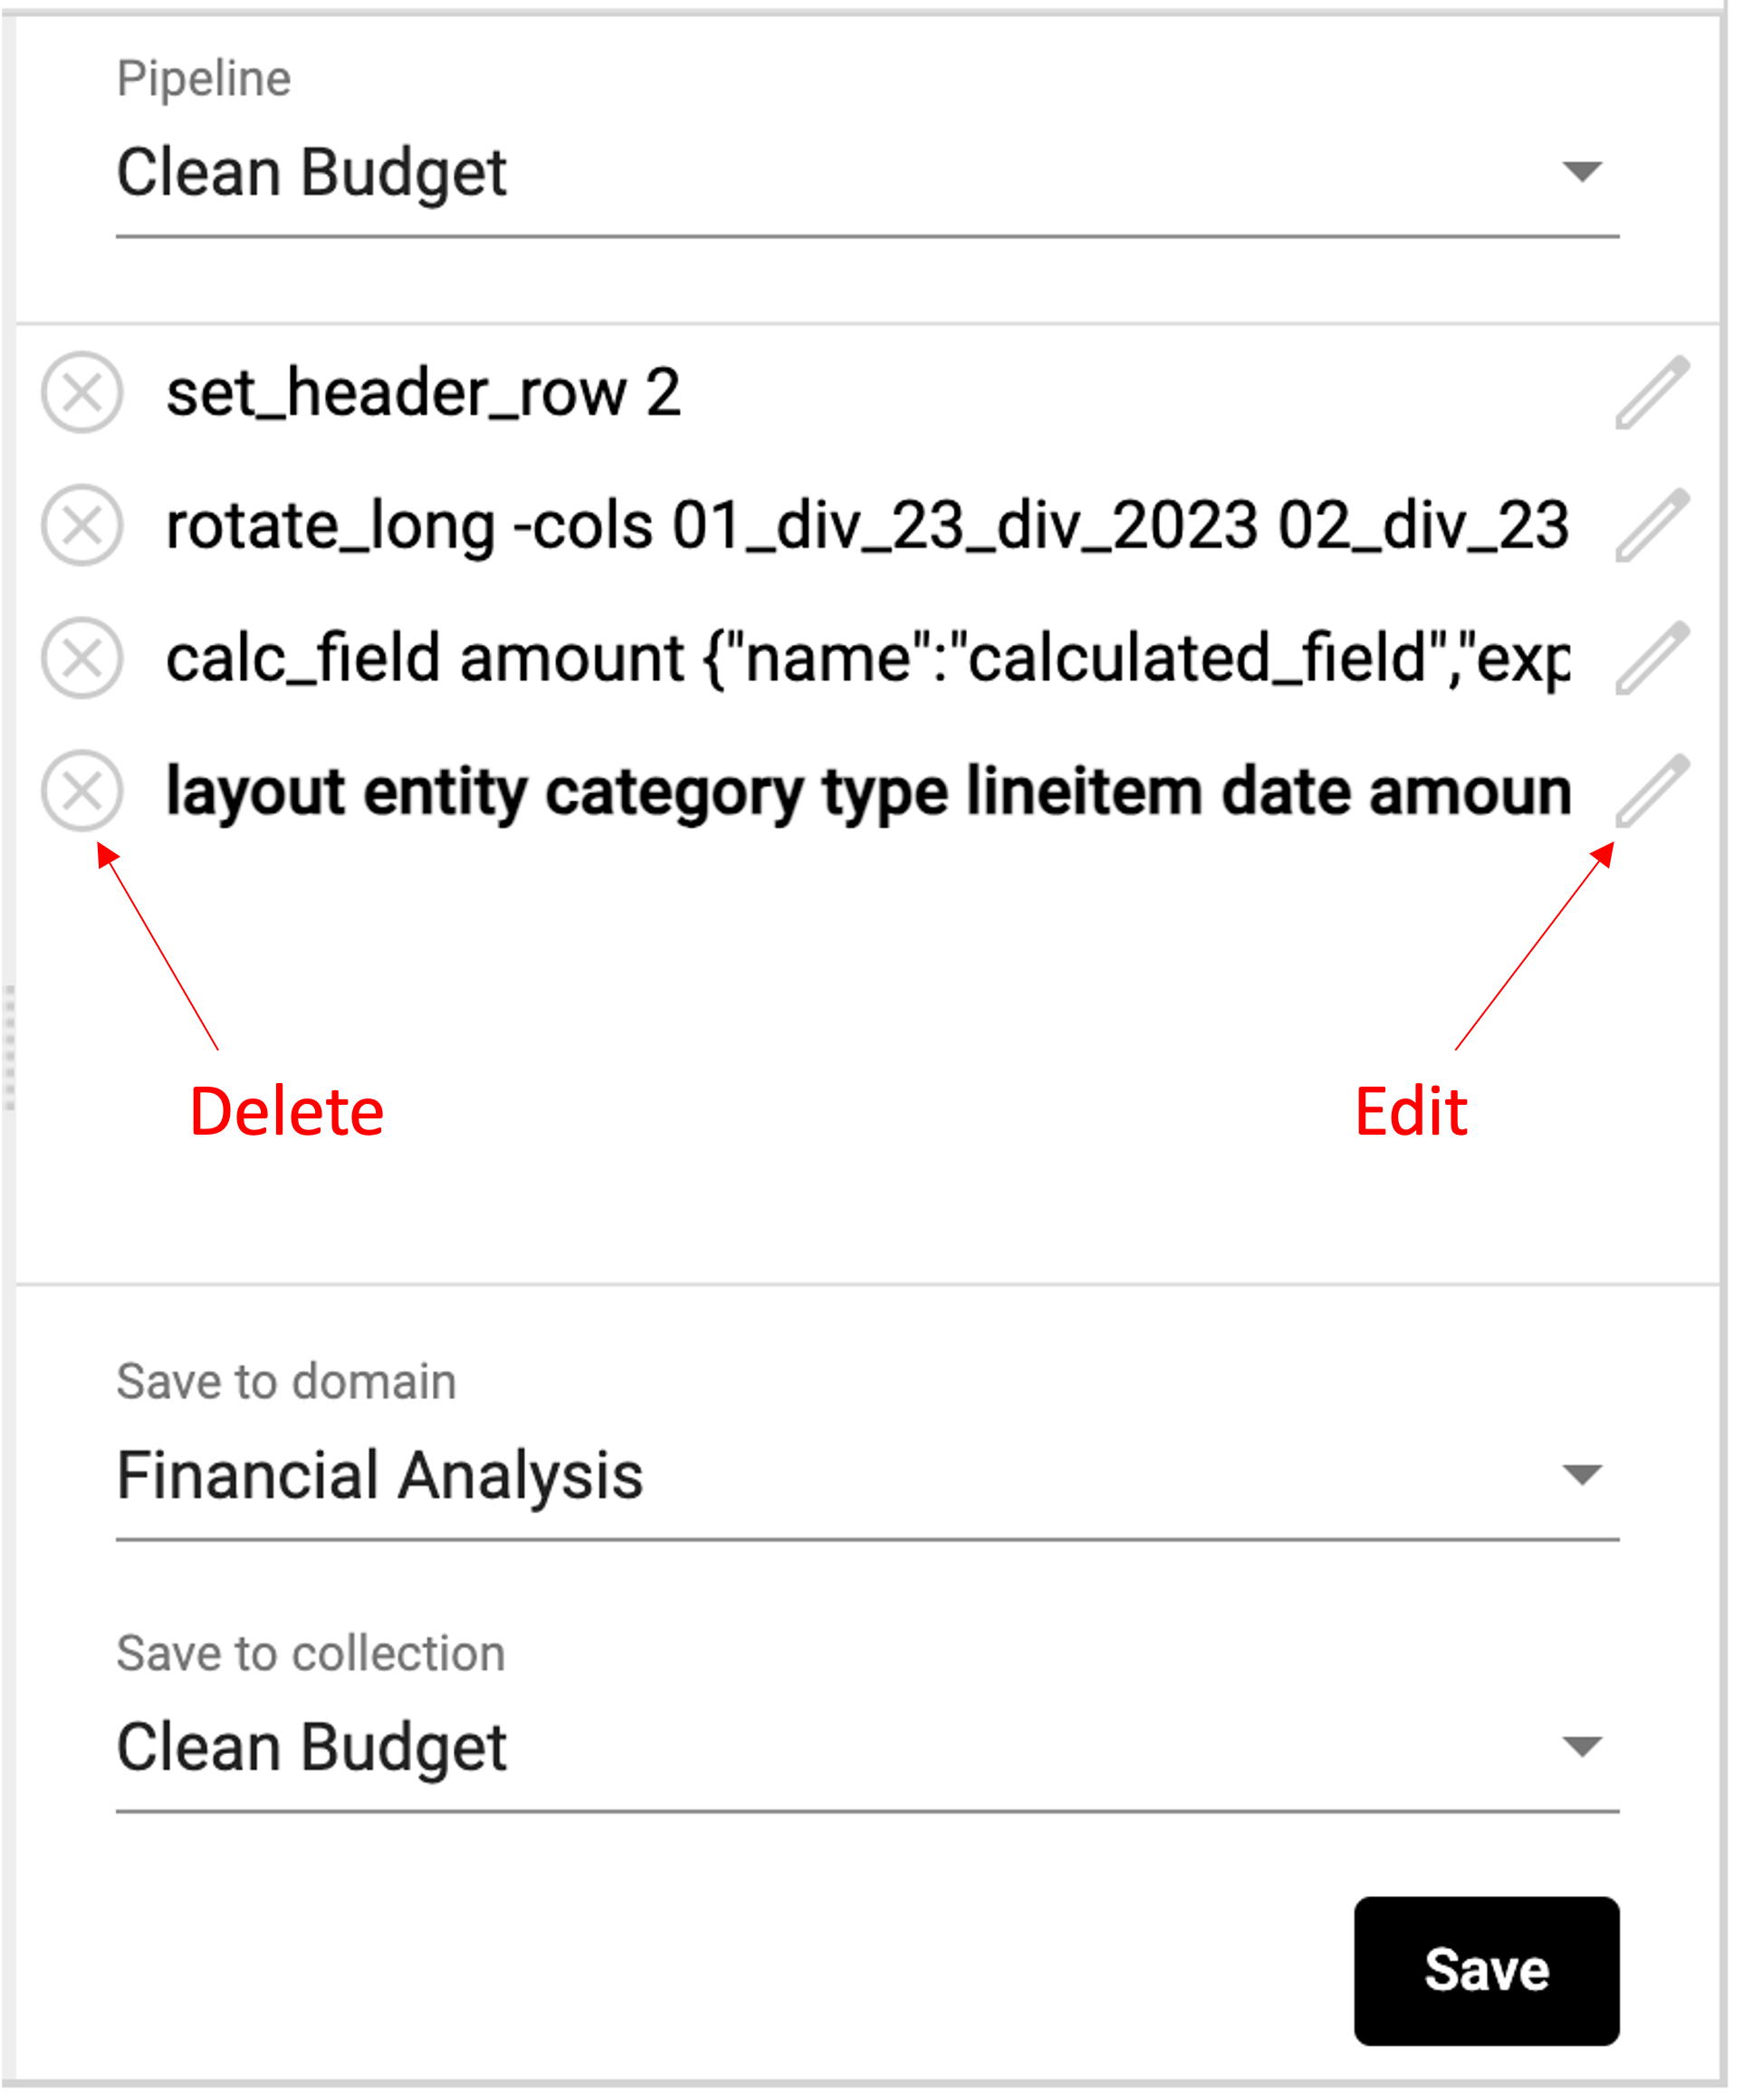 Pipeline
Clean Budget
set_header_row 2
rotate_long -cols 01_div_23_div_2023 02_div_23
calc_field amount {"name":"calculated_field","exp
layout entity category type lineitem date amoun
Delete
Edit
Save to domain
Financial Analysis
Save to collection
Clean Budget
Save